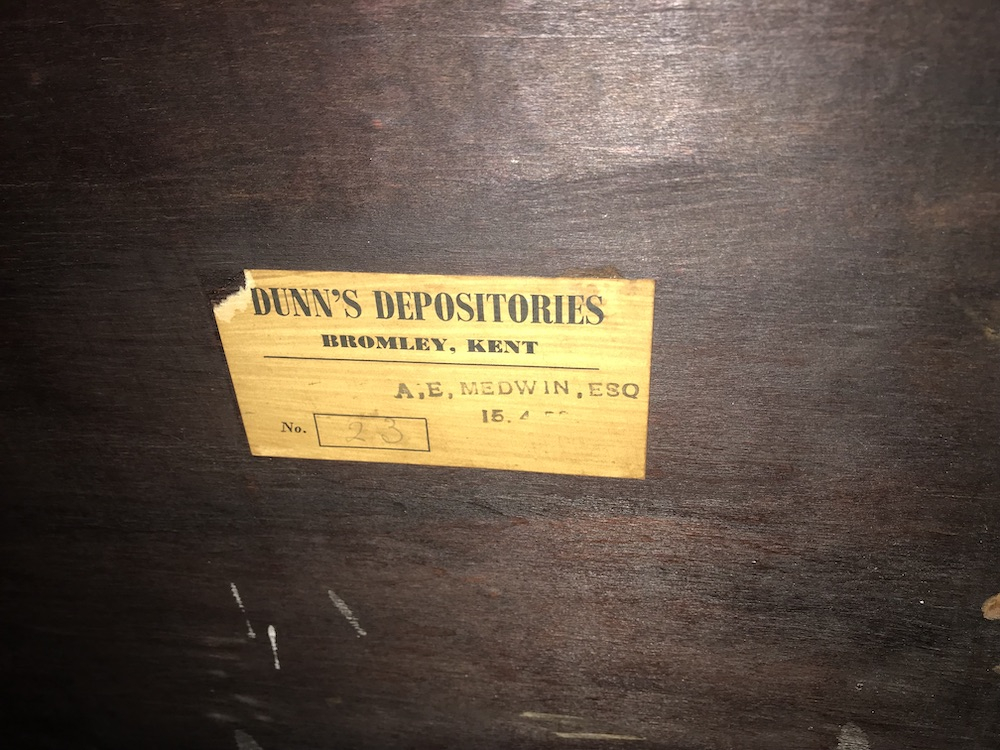 DUNN'S DEPOSITORIES
BROMLEY, KENT
A.E. MEDWIN, ESQ
15. 4
No. 23